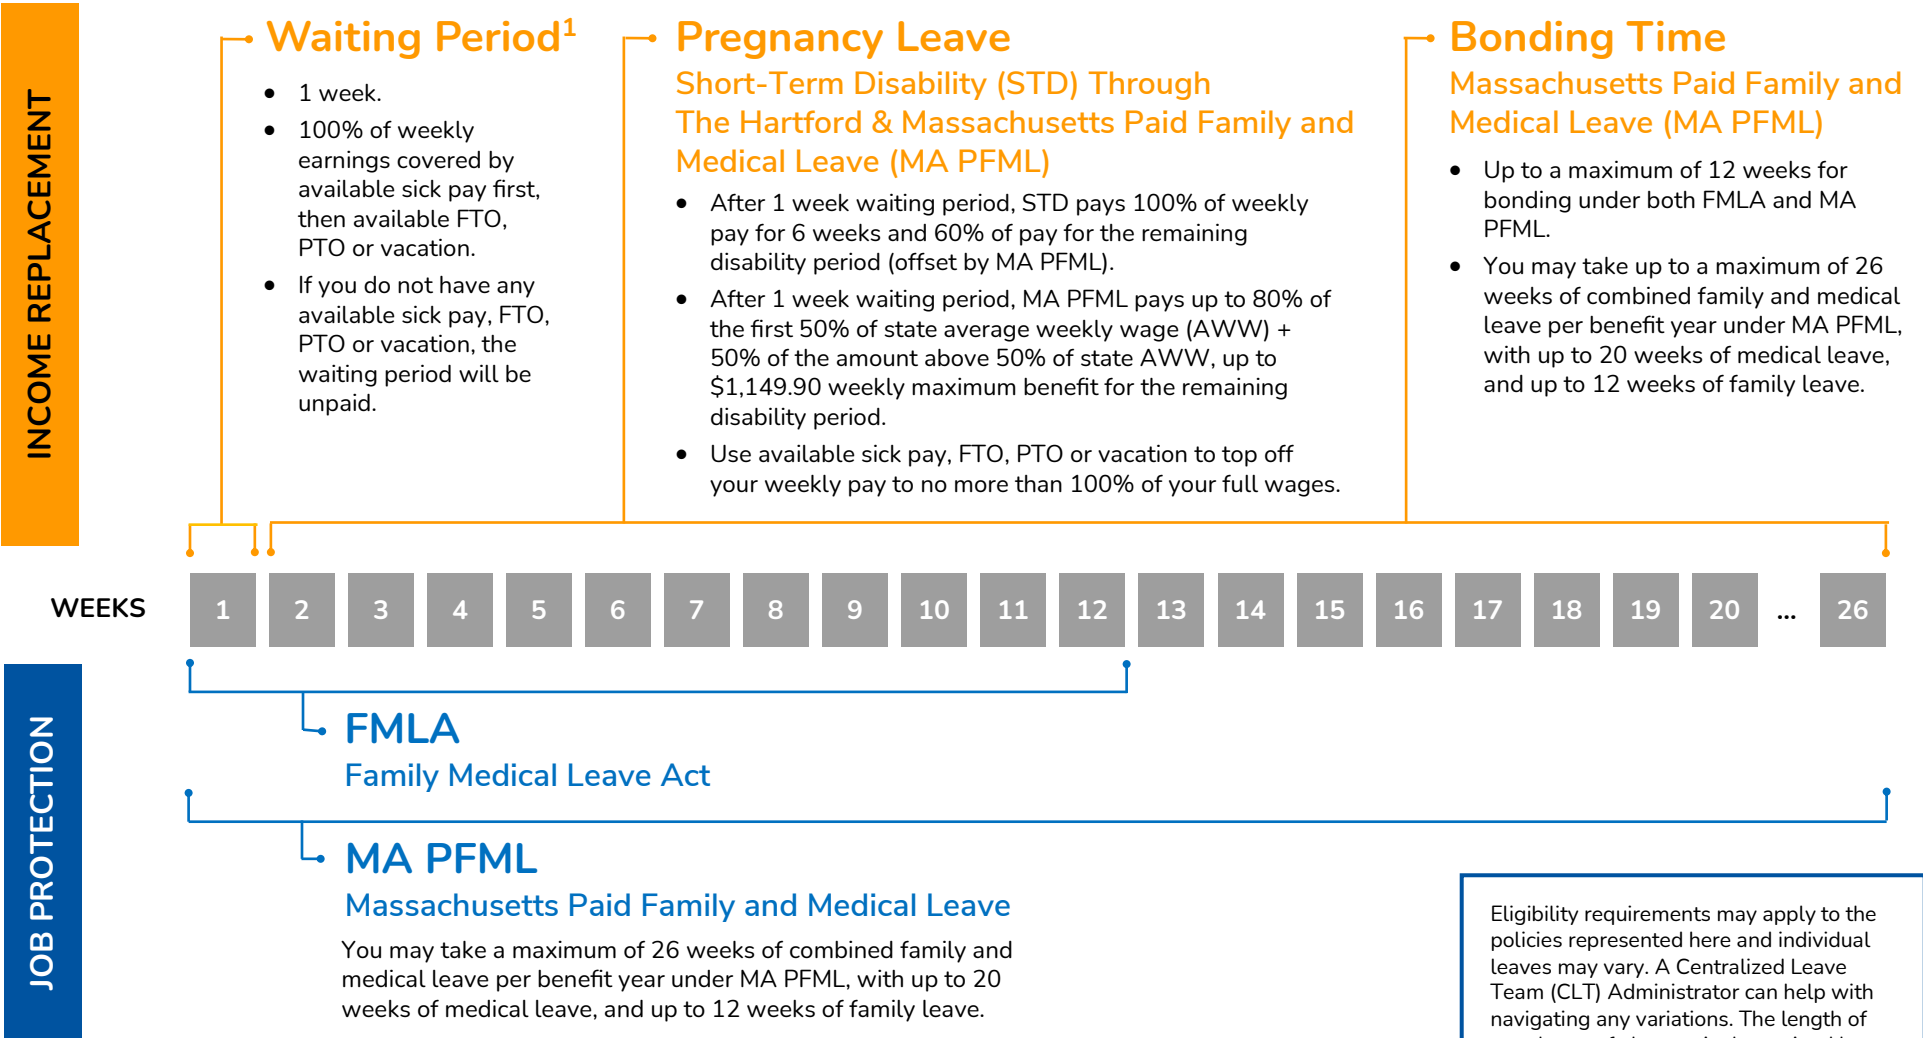 INCOME REPLACEMENT
Waiting Period1
• 1 week.
• 100% of weekly
earnings covered by
available sick pay first,
then available FTO,
PTO or vacation.
• If you do not have any
available sick pay, FTO,
PTO or vacation, the
waiting period will be
unpaid.
Pregnancy Leave
Short-Term Disability (STD) Through
The Hartford & Massachusetts Paid Family and
Medical Leave (MA PFML)
• After 1 week waiting period, STD pays 100% of weekly
pay for 6 weeks and 60% of pay for the remaining
disability period (offset by MA PFML).
• After 1 week waiting period, MA PFML pays up to 80% of
the first 50% of state average weekly wage (AWW) +
50% of the amount above 50% of state AWW, up to
$1,149.90 weekly maximum benefit for the remaining
disability period.
• Use available sick pay, FTO, PTO or vacation to top off
your weekly pay to no more than 100% of your full wages.
Bonding Time
Massachusetts Paid Family and
Medical Leave (MA PFML)
• Up to a maximum of 12 weeks for
bonding under both FMLA and MA
PFML.
• You may take up to a maximum of 26
weeks of combined family and medical
leave per benefit year under MA PFML,
with up to 20 weeks of medical leave,
and up to 12 weeks of family leave.
WEEKS 1 2 3 4 5 6 7 8 9 10 11 12 13 14 15 16 17 18 19 20 ... 26
JOB PROTECTION
FMLA
Family Medical Leave Act
MA PFML
Massachusetts Paid Family and Medical Leave
You may take a maximum of 26 weeks of combined family and
medical leave per benefit year under MA PFML, with up to 20
weeks of medical leave, and up to 12 weeks of family leave.
Eligibility requirements may apply to the
policies represented here and individual
leaves may vary. A Centralized Leave
Team (CLT) Administrator can help with
navigating any variations. The length of